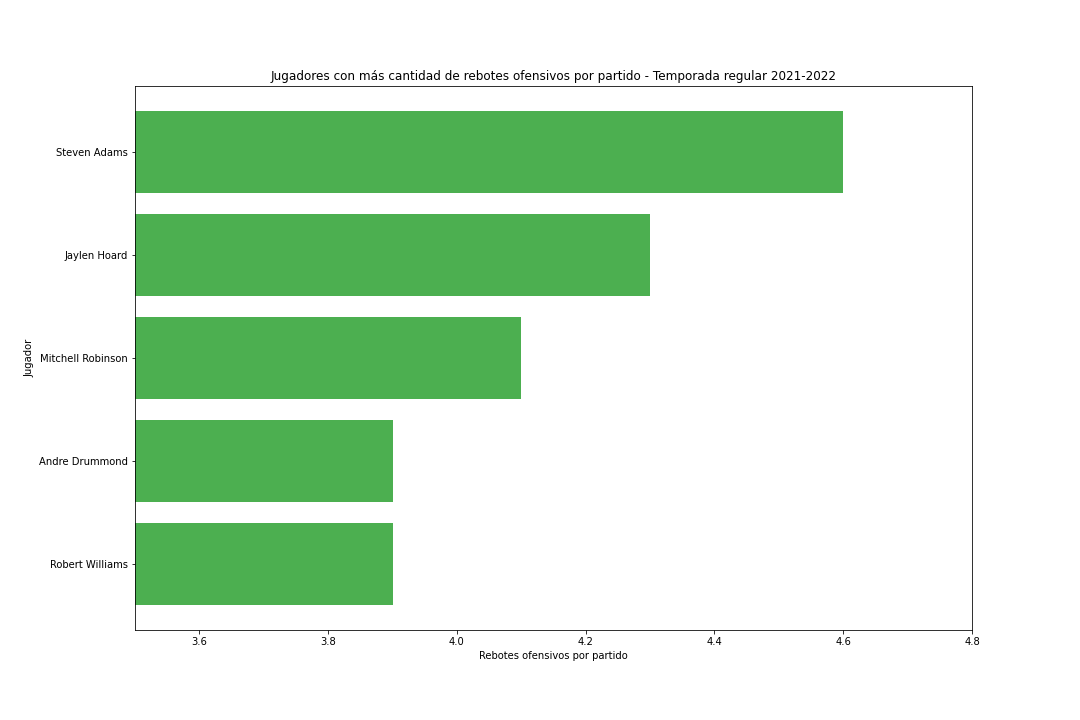 Jugadores con más cantidad de rebotes ofensivos por partido - Temporada regular 2021-2022
Jugador
Steven Adams
Jaylen Hoard
Mitchell Robinson
Andre Drummond
Robert Williams
3.6 3.8 4.0 4.2 4.4 4.6 4.8
Rebotes ofensivos por partido